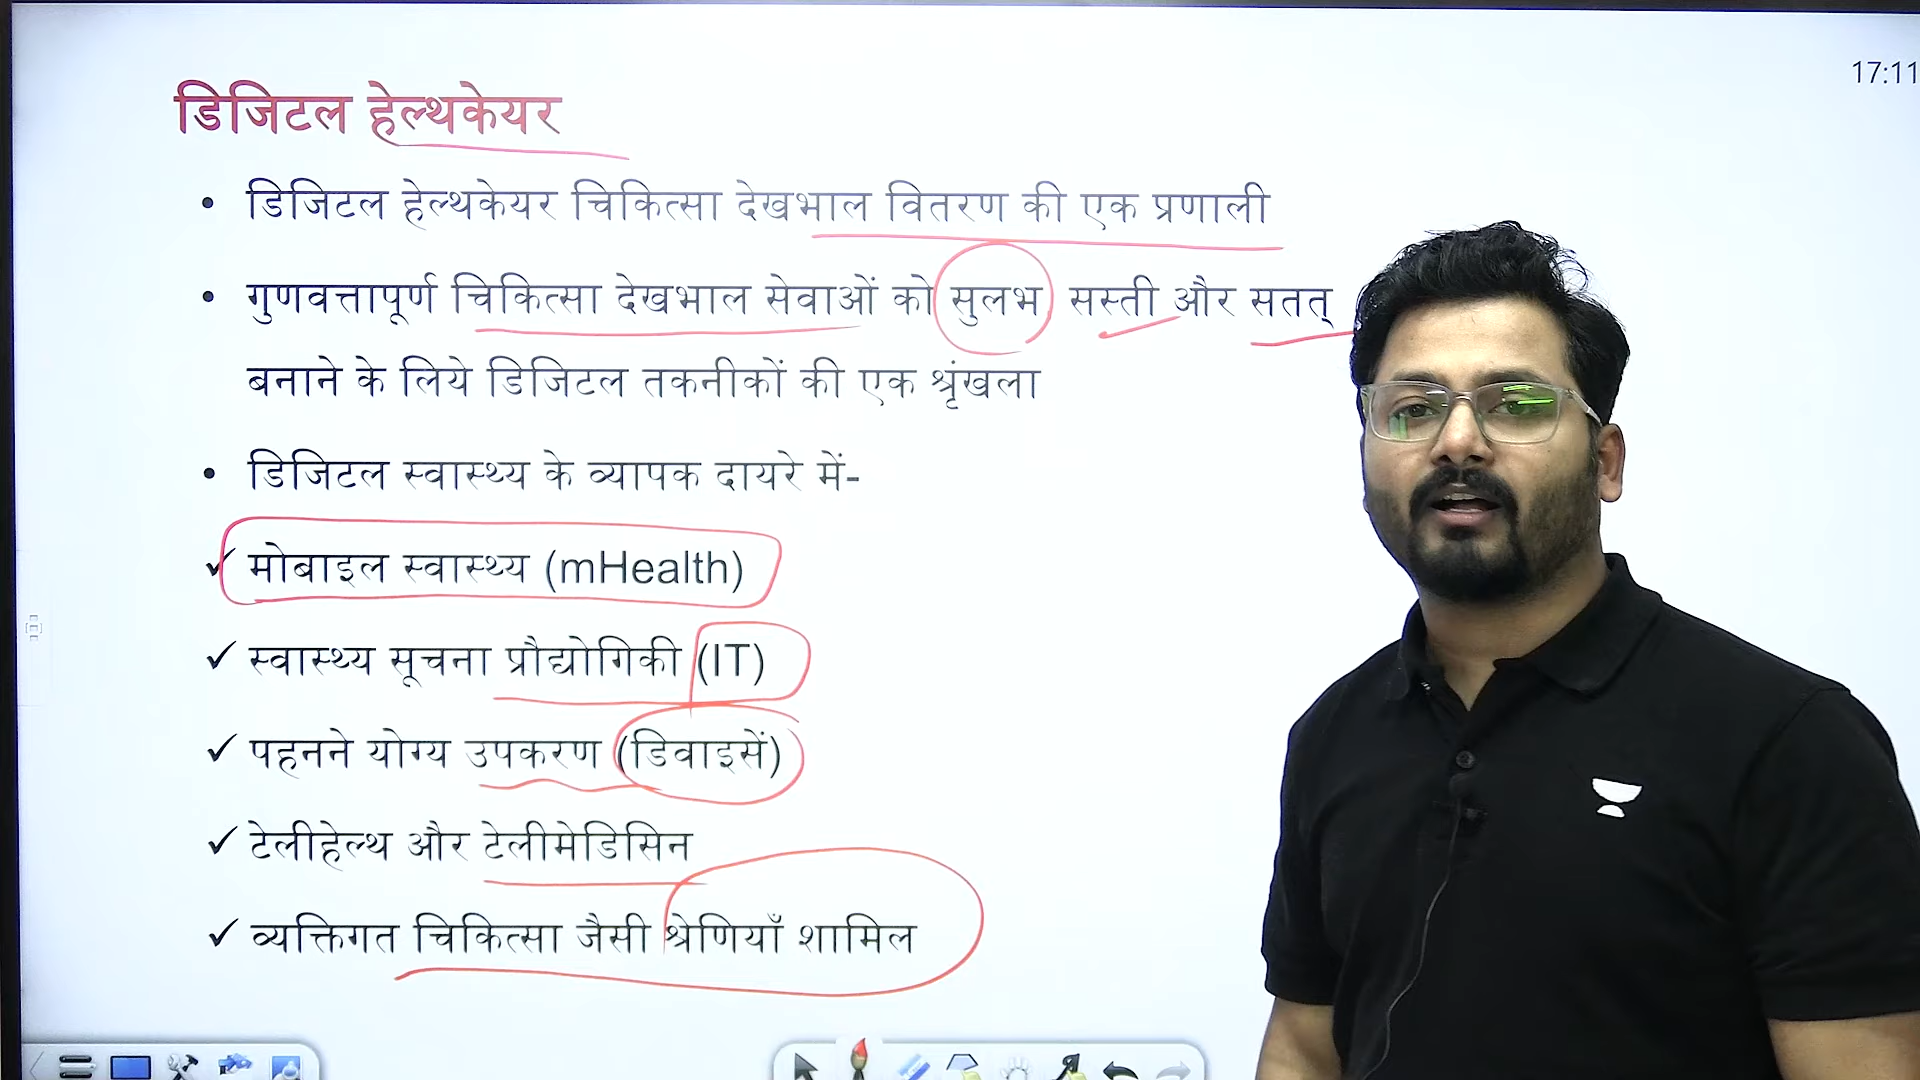 17:11
डिजिटल हेल्थकेयर
• डिजिटल हेल्थकेयर चिकित्सा देखभाल वितरण की एक प्रणाली
• गुणवत्तापूर्ण चिकित्सा देखभाल सेवाओं को सुलभ सस्ती और सतत्
बनाने के लिये डिजिटल तकनीकों की एक श्रृंखला
• डिजिटल स्वास्थ्य के व्यापक दायरे में-
✓ मोबाइल स्वास्थ्य (mHealth)
✓ स्वास्थ्य सूचना प्रौद्योगिकी (IT)
✓ पहनने योग्य उपकरण (डिवाइसें)
✓ टेलीहेल्थ और टेलीमेडिसिन
✓ व्यक्तिगत चिकित्सा जैसी श्रेणियाँ शामिल